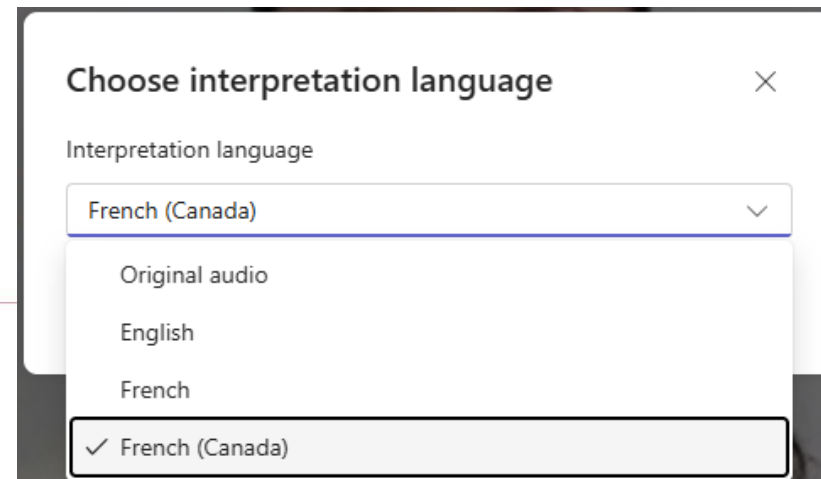 Choose interpretation language
Interpretation language
French (Canada)
Original audio
English
French
French (Canada)